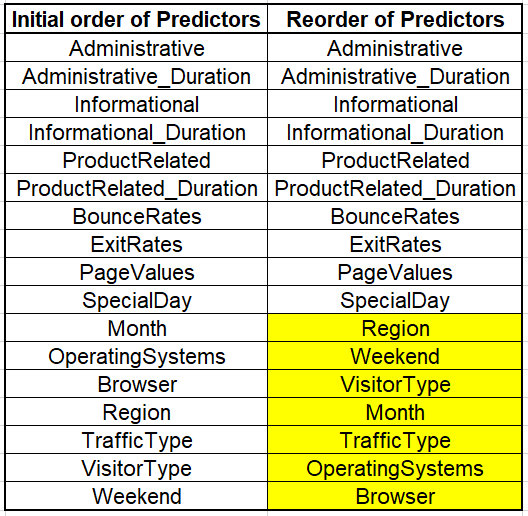 Initial order of Predictors Reorder of Predictors
Administrative Administrative
Administrative_Duration Administrative_Duration
Informational Informational
Informational_Duration Informational_Duration
ProductRelated ProductRelated
ProductRelated_Duration ProductRelated_Duration
BounceRates BounceRates
ExitRates ExitRates
PageValues PageValues
SpecialDay SpecialDay
Month Region
OperatingSystems Weekend
Browser VisitorType
Region Month
TrafficType TrafficType
VisitorType OperatingSystems
Weekend Browser